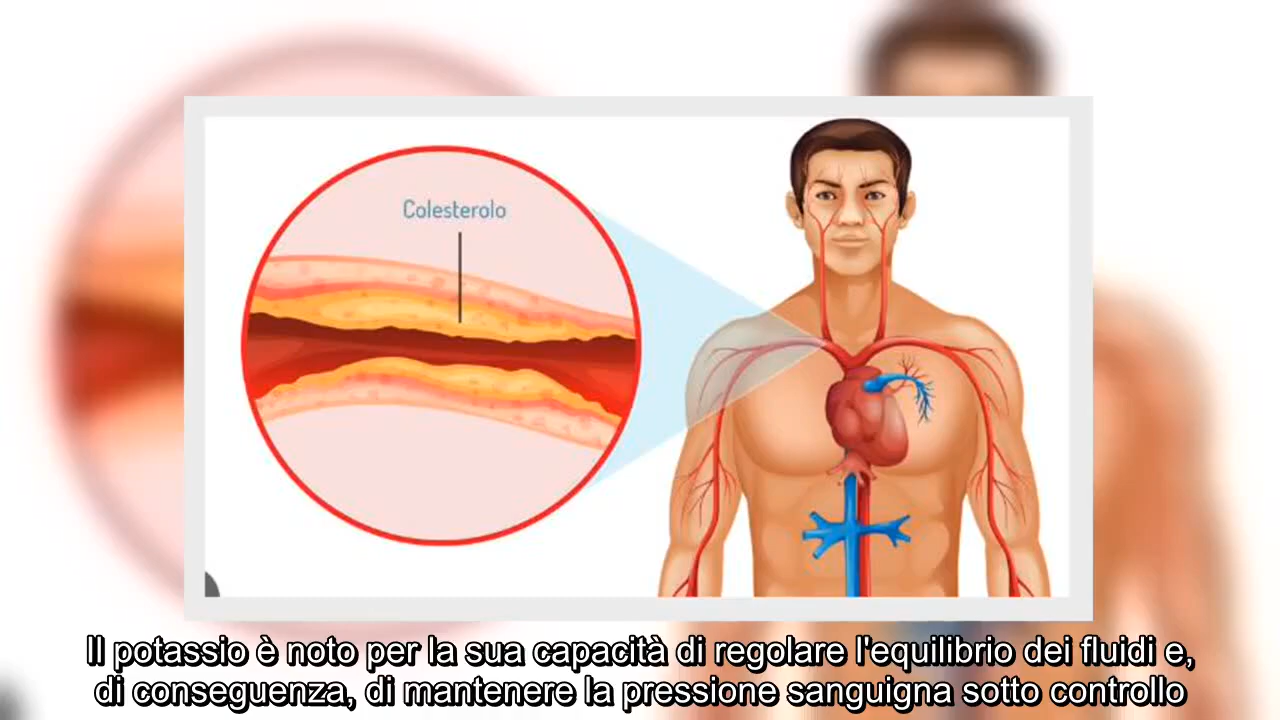 Colesterolo
Il potassio è noto per la sua capacità di regolare l'equilibrio dei fluidi e,
di conseguenza, di mantenere la pressione sanguigna sotto controllo